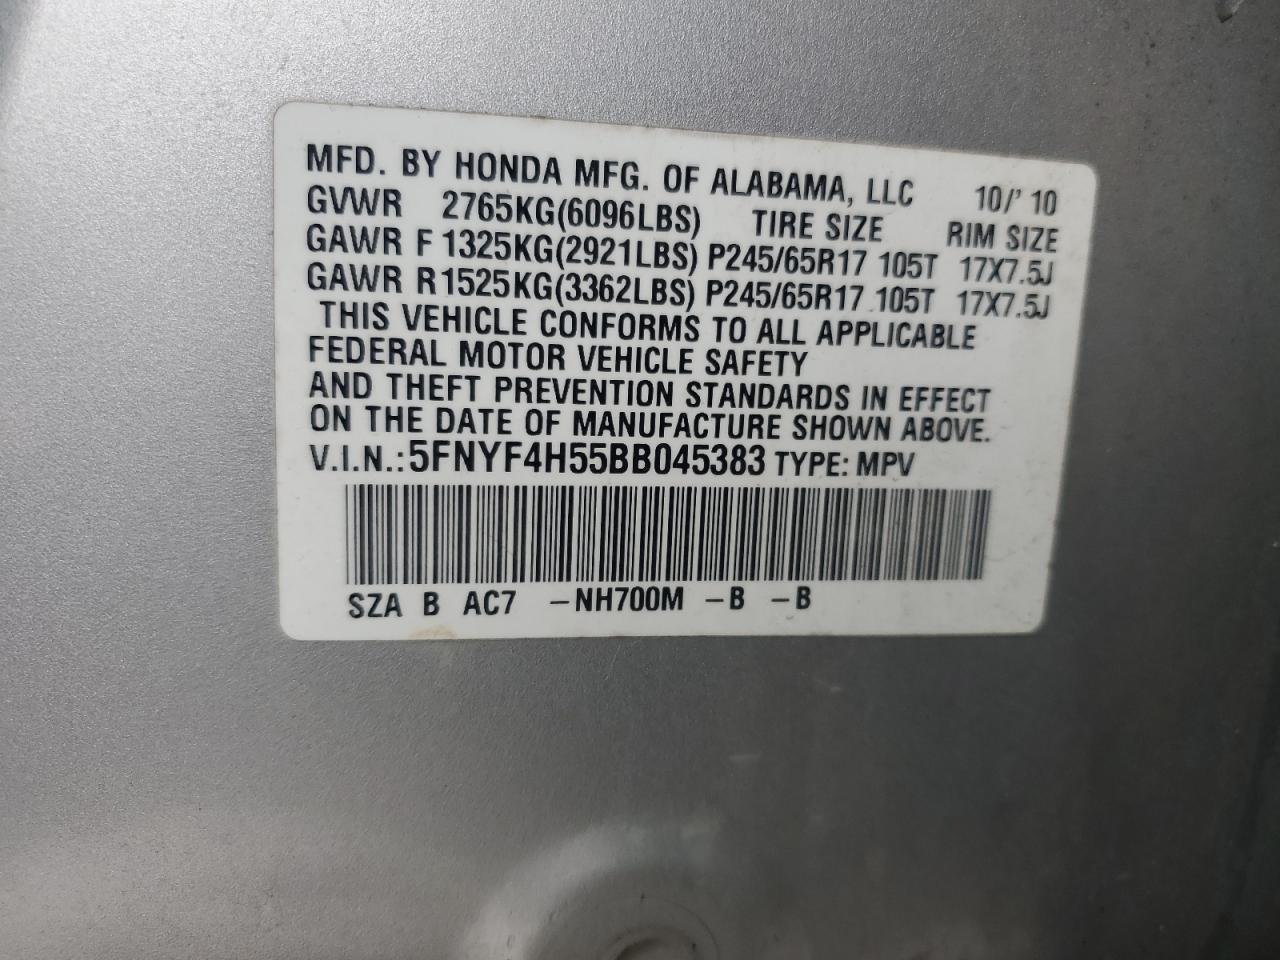 MFD. BY HONDA MFG. OF ALABAMA, LLC 10/'10
GVWR 2765KG(6096LBS) TIRE SIZE RIM SIZE
GAWR F 1325KG(2921LBS) P245/65R17 105T 17X7.5J
GAWR R1525KG(3362LBS) P245/65R17 105T 17X7.5J
THIS VEHICLE CONFORMS TO ALL APPLICABLE
FEDERAL MOTOR VEHICLE SAFETY
AND THEFT PREVENTION STANDARDS IN EFFECT
ON THE DATE OF MANUFACTURE SHOWN ABOVE.
V.I.N.: 5FNYF4H55BB045383 TYPE: MPV
SZA B AC7 -NH700M -B -B